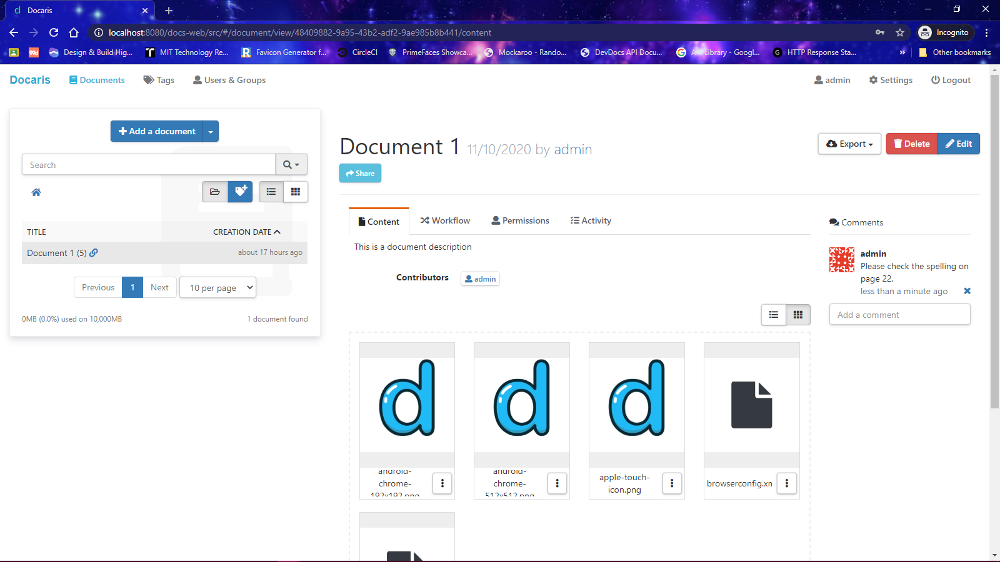 Docaris
localhost:8080/docs-web/src/#/document/view/48409882-9a95-43b2-adf2-9ae985b8b441/content
Incognito
Design & Build Hig...
MIT Technology Re...
Favicon Generator f...
CircleCI
PrimeFaces Showca...
Mockaroo - Rando...
DevDocs API Docu...
API Library - Googl...
HTTP Response Sta...
»
Other bookmarks
Docaris
Documents
Tags
Users & Groups
admin
Settings
Logout
Add a document
Search
TITLE
CREATION DATE
Document 1 (5)
about 17 hours ago
Previous
1
Next
10 per page
0MB (0.0%) used on 10,000MB
1 document found
Document 1 11/10/2020 by admin
Export
Delete
Edit
Share
Content
Workflow
Permissions
Activity
This is a document description
Contributors
admin
Comments
admin
Please check the spelling on
page 22.
less than a minute ago
Add a comment
android-
chrome-
192x192.png
android-
chrome-
512x512.png
apple-touch-
icon.png
browserconfig.xn